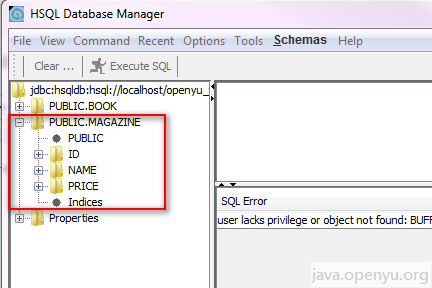 HSQL Database Manager
File View Command Recent Options Tools Schemas
Clear ... Execute SQL
jdbc:hsqldb:hsql://localhost/openyu_
PUBLIC.BOOK
PUBLIC.MAGAZINE
PUBLIC
ID
NAME
PRICE
Indices
Properties
SQL Error
user lacks privilege or object not found: BUFF
java.openyu.org